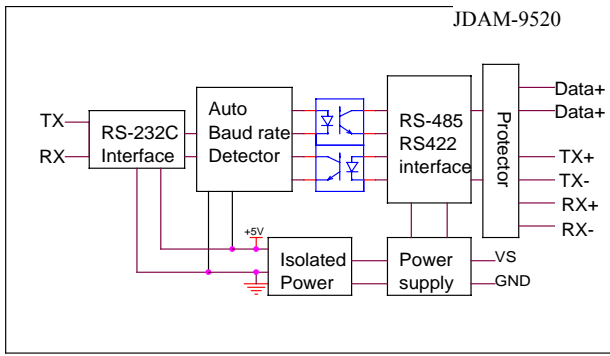 JDAM-9520
TX
RX
RS-232C
Interface
Auto
Baud rate
Detector
RS-485
RS422
interface
Protector
Data+
Data+
TX+
TX-
RX+
RX-
+5V
Isolated
Power
Power
supply
VS
GND